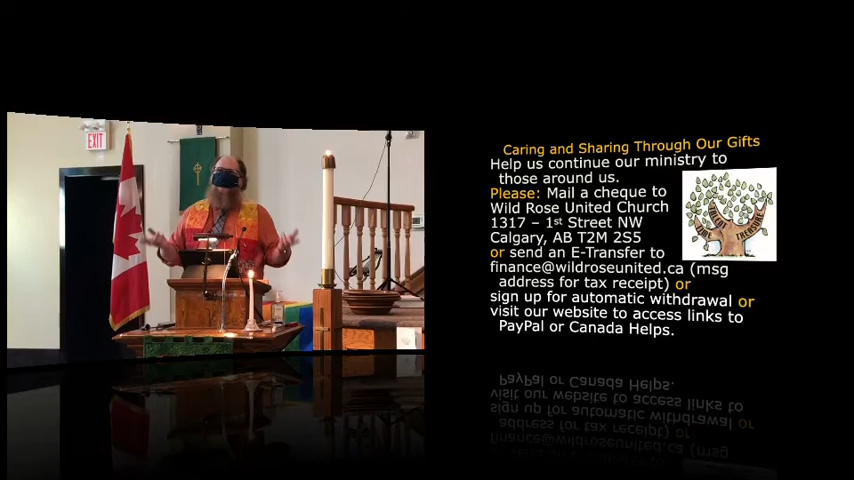 EXIT
Caring and Sharing Through Our Gifts
Help us continue our ministry to
those around us.
Please: Mail a cheque to
Wild Rose United Church
1317 – 1st Street NW
Calgary, AB T2M 2S5
or send an E-Transfer to
finance@wildroseunited.ca (msg
address for tax receipt) or
sign up for automatic withdrawal or
visit our website to access links to
PayPal or Canada Helps.
TIME
TALENT
TREASURE